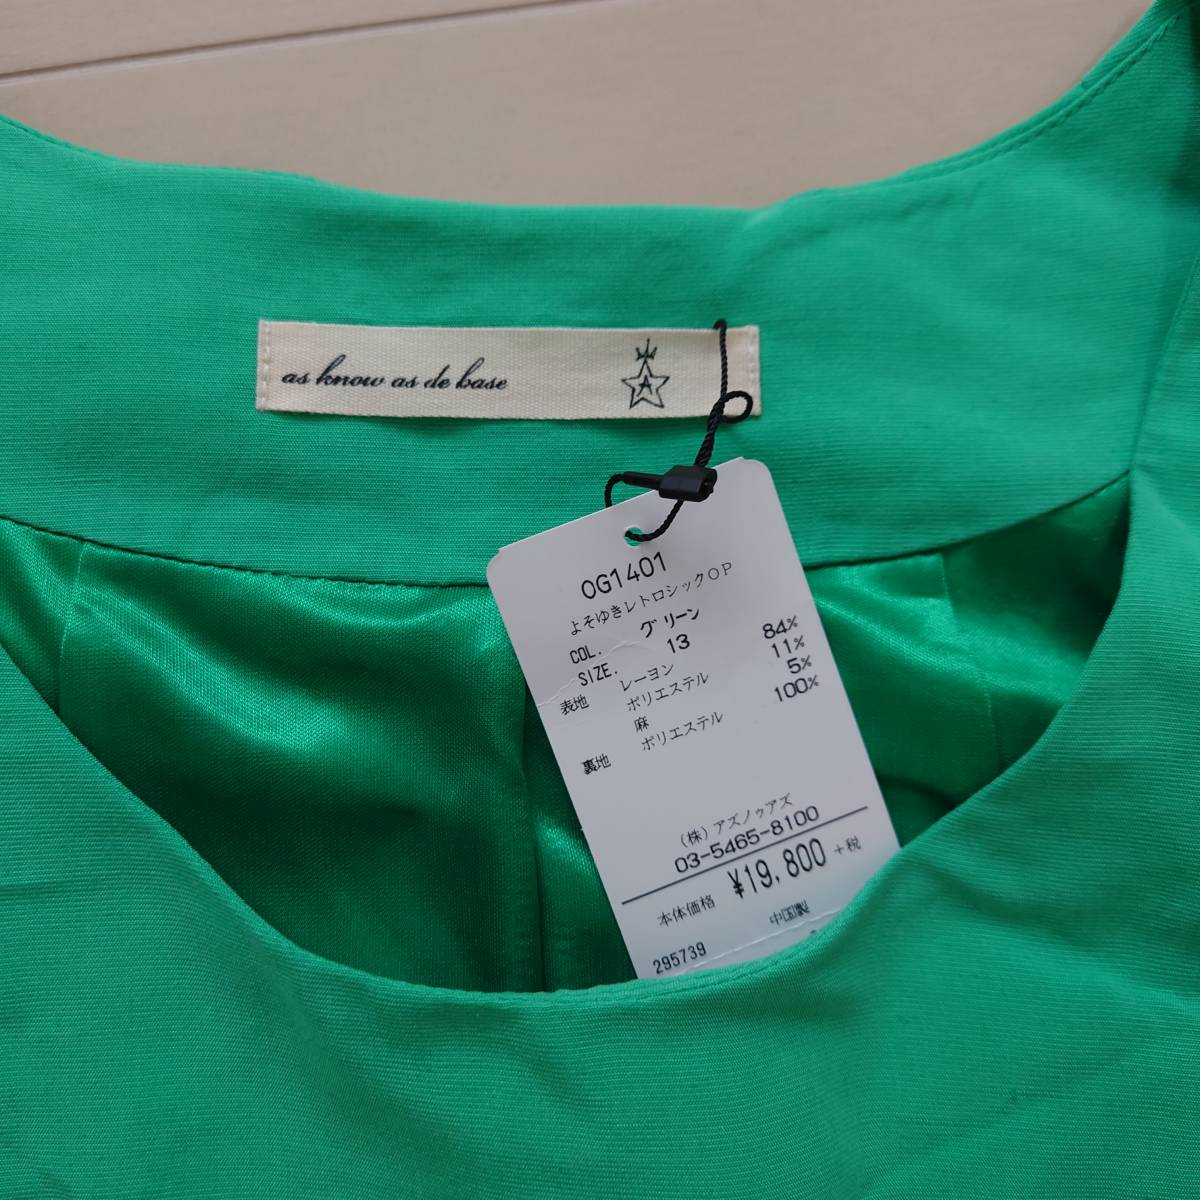 as know as de base
A
OG1401
よそゆきレトロシックOP
COL. グリーン
SIZE. 13
表地 レーヨン 84%
ポリエステル 11%
麻 5%
裏地 ポリエステル 100%
(株)アズノゥアズ
03-5465-8100
本体価格 ¥19,800 +税
中国製
295739